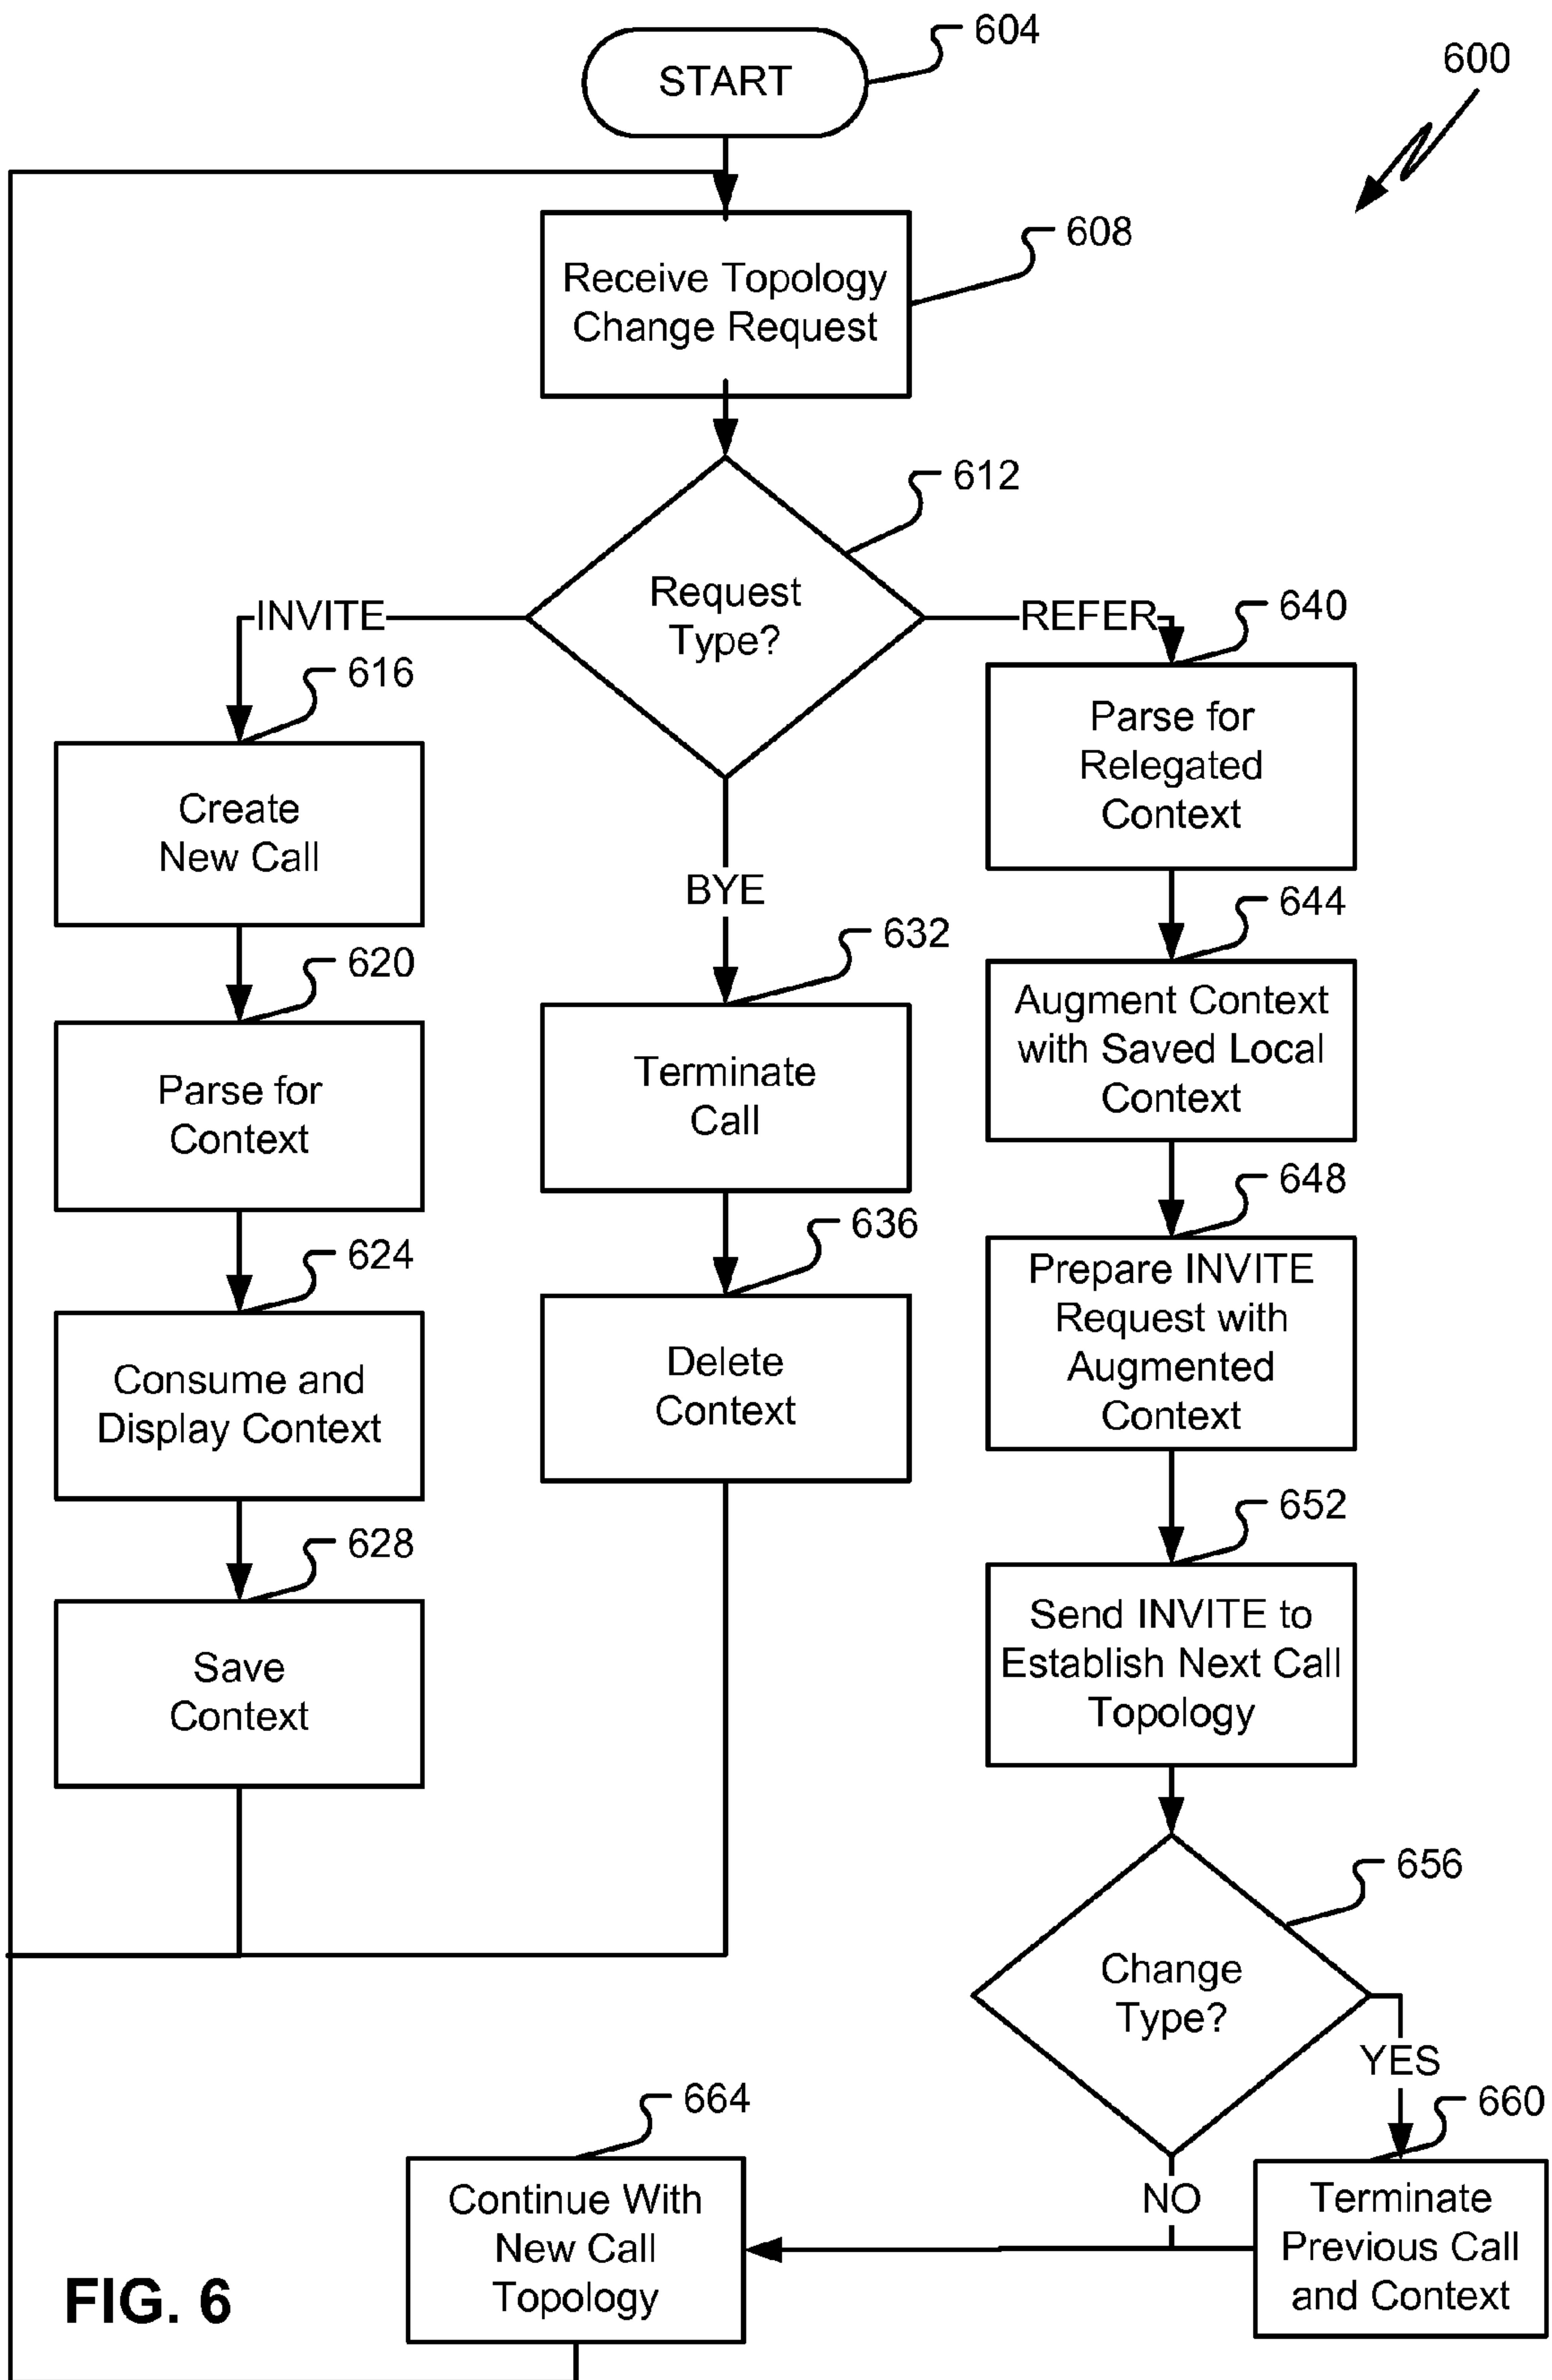 604
START
600
608
Receive Topology
Change Request
612
Request
Type?
INVITE
REFER
640
616
Parse for
Relegated
Context
Create
New Call
BYE
644
632
620
Augment Context
with Saved Local
Context
Terminate
Call
Parse for
Context
648
636
624
Prepare INVITE
Request with
Augmented
Context
Delete
Context
Consume and
Display Context
652
628
Send INVITE to
Establish Next Call
Topology
Save
Context
656
Change
Type?
YES
664
660
NO
Continue With
New Call
Topology
Terminate
Previous Call
and Context
FIG. 6